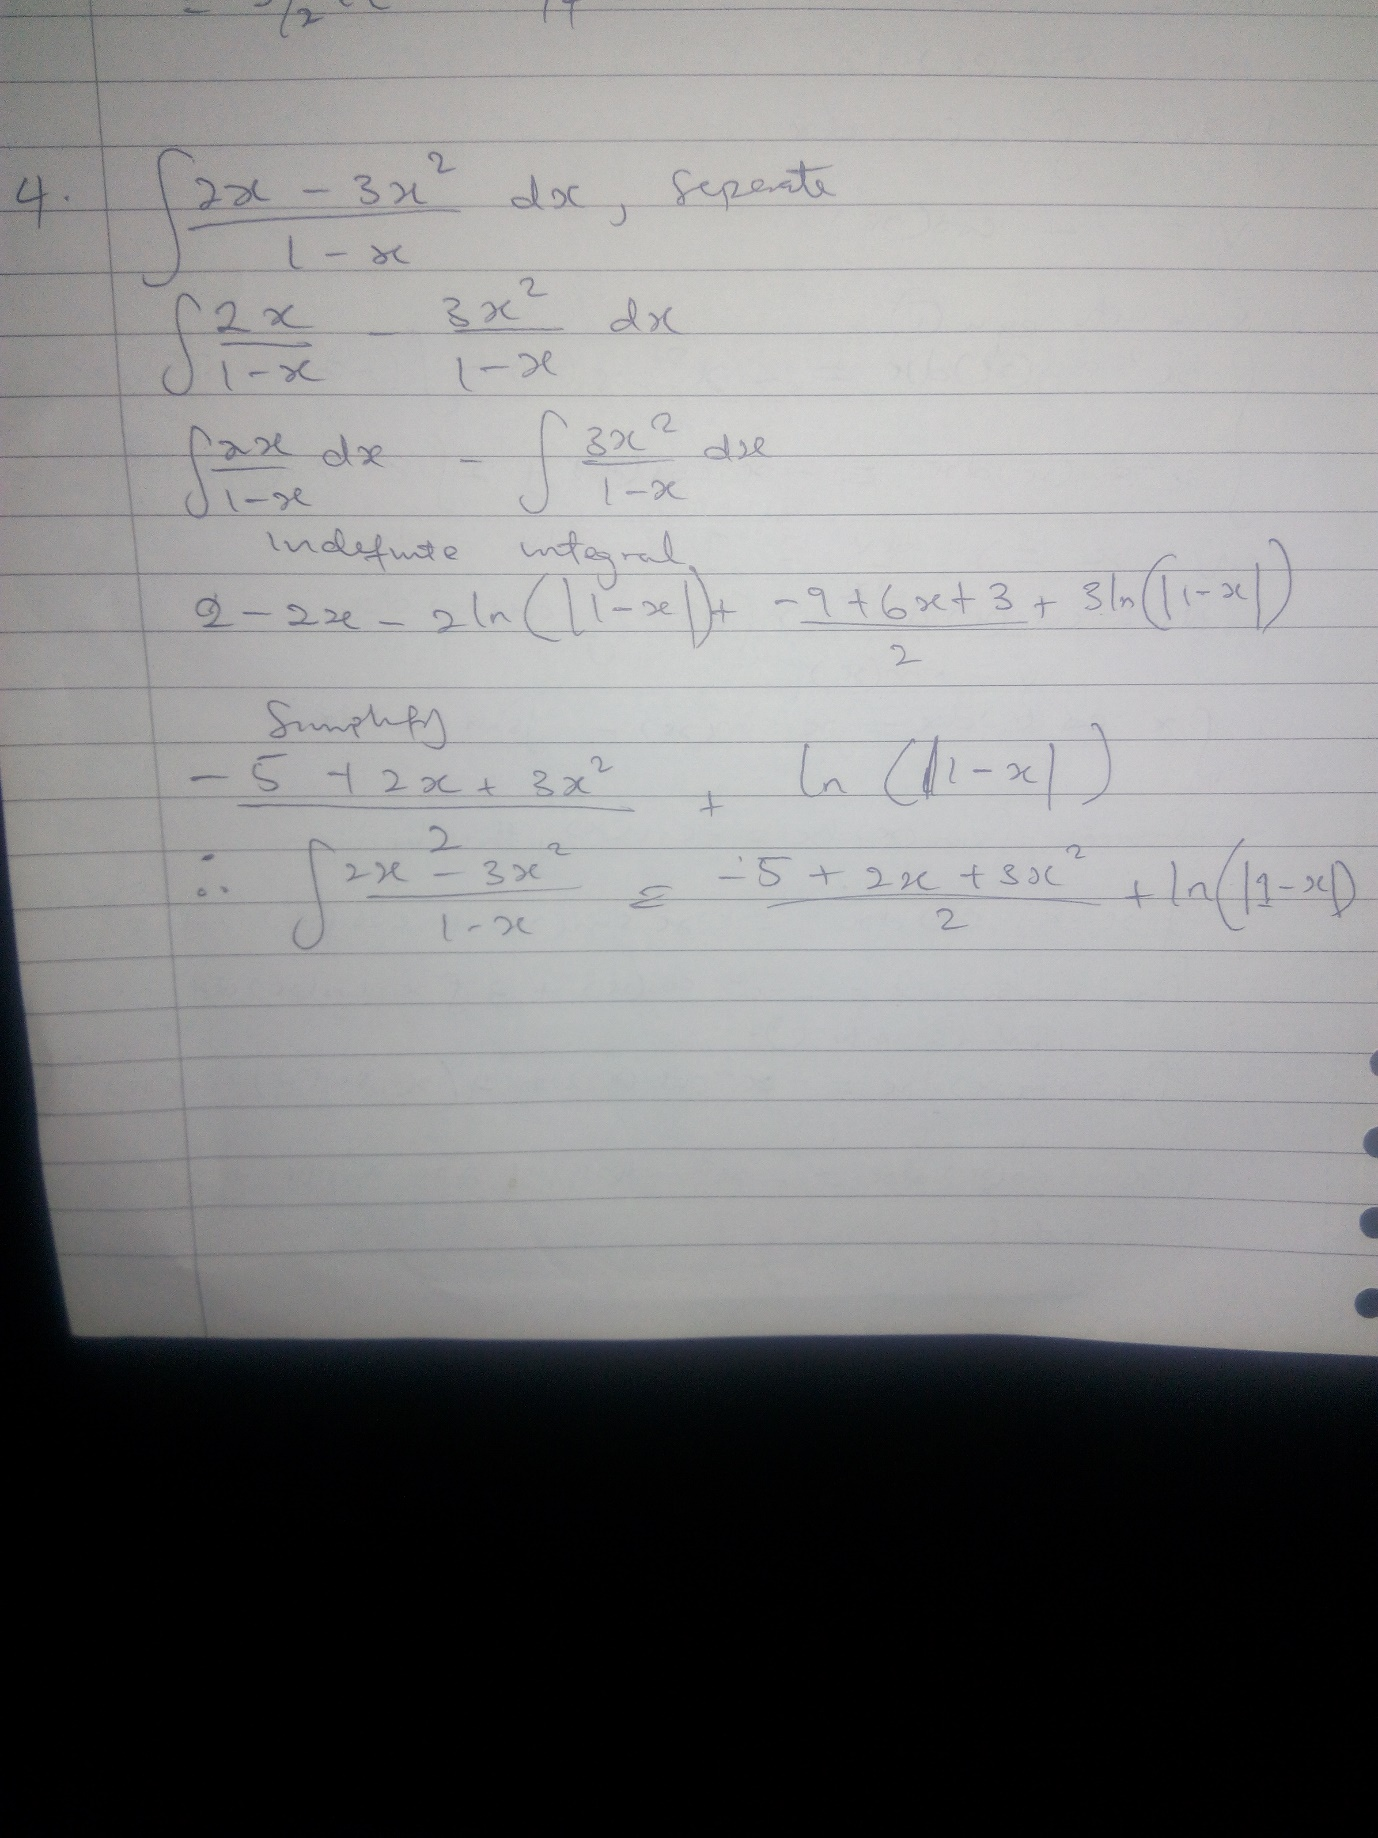 4. ∫ (2x - 3x²)/(1 - x) dx, seperate
∫ 2x/(1-x) - 3x²/(1-x) dx
∫ 2x/(1-x) dx - ∫ 3x²/(1-x) dx
Indefinite integral
2 - 2x - 2ln(|1-x|) + (-9+6x+3)/2 + 3ln(|1-x|)
Simplify
(-5 + 2x + 3x²)/2 + ln(|1-x|)
∴ ∫ (2x - 3x²)/(1-x) = (-5 + 2x + 3x²)/2 + ln(|1-x|)